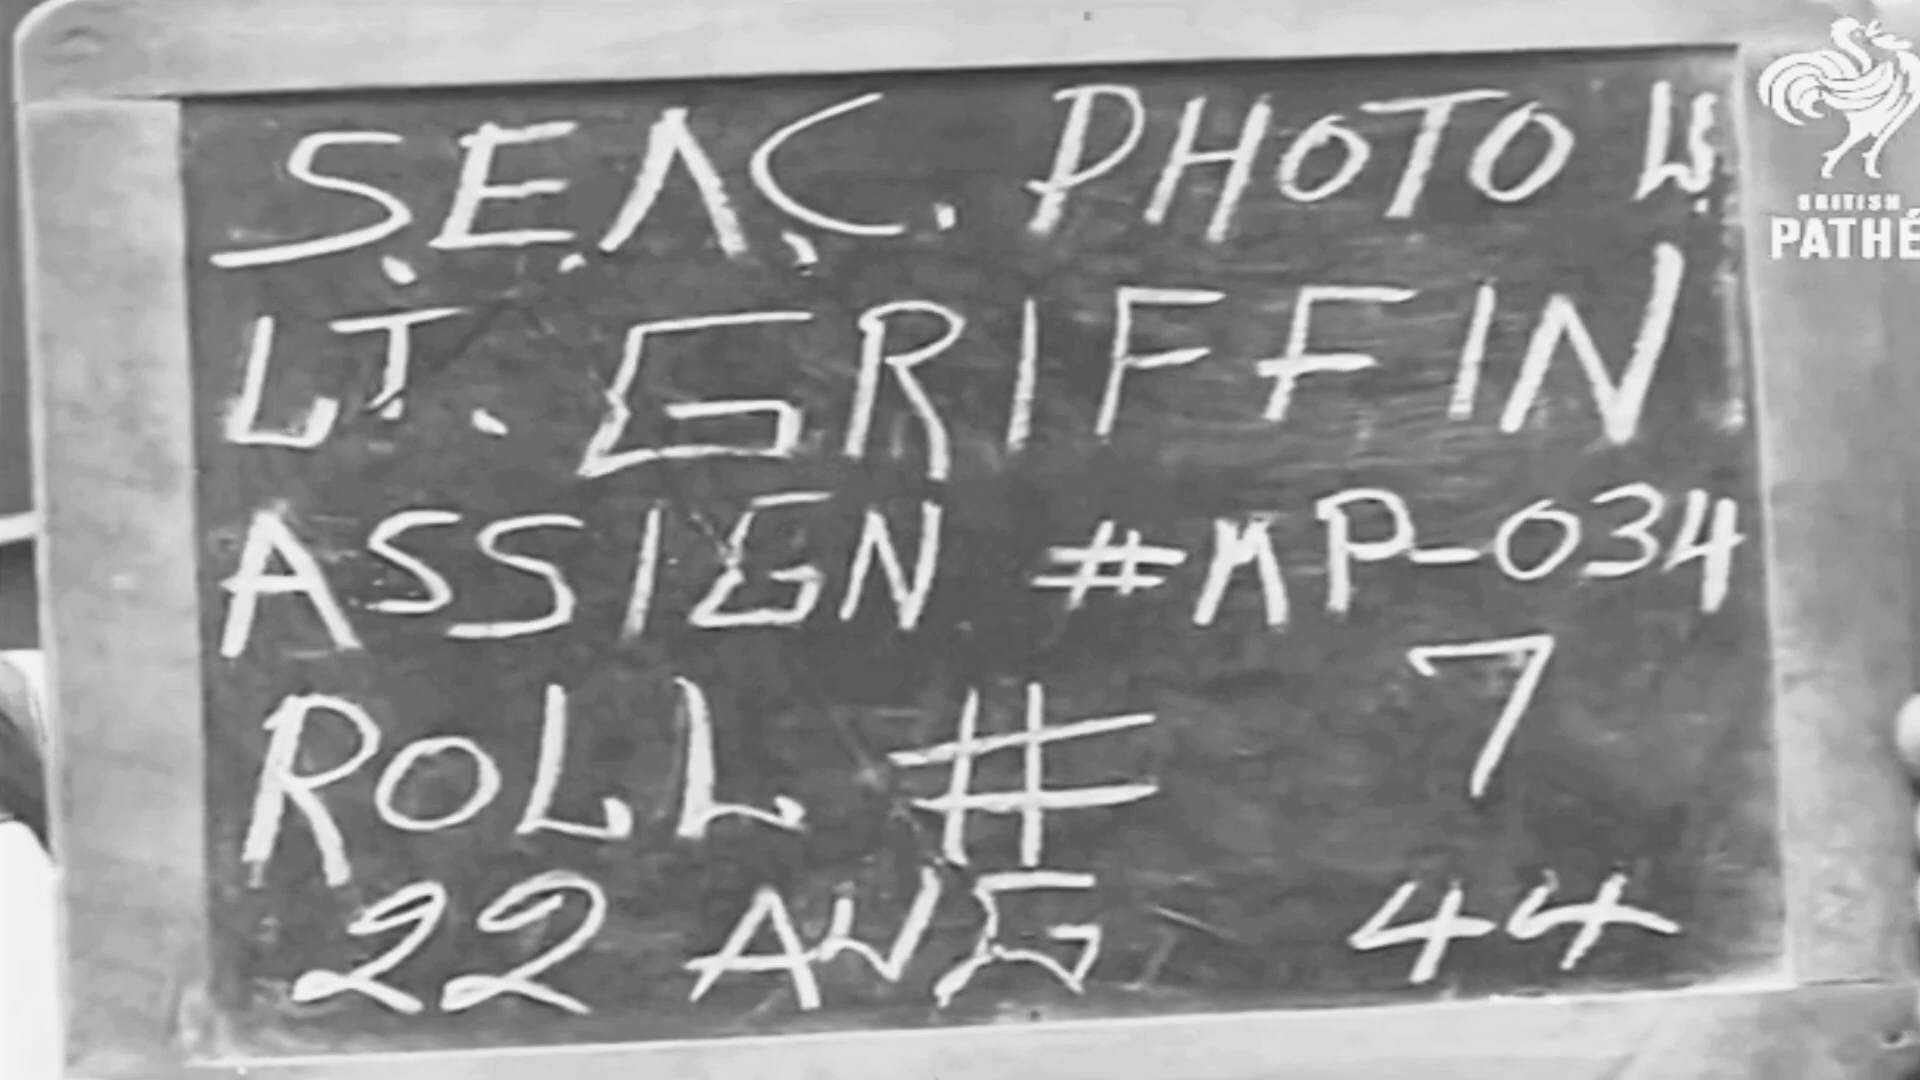 S.E.A.C. PHOTO
LT. GRIFFIN
ASSIGN #MP-034
ROLL # 7
22 AUG 44
BRITISH
PATHÉ